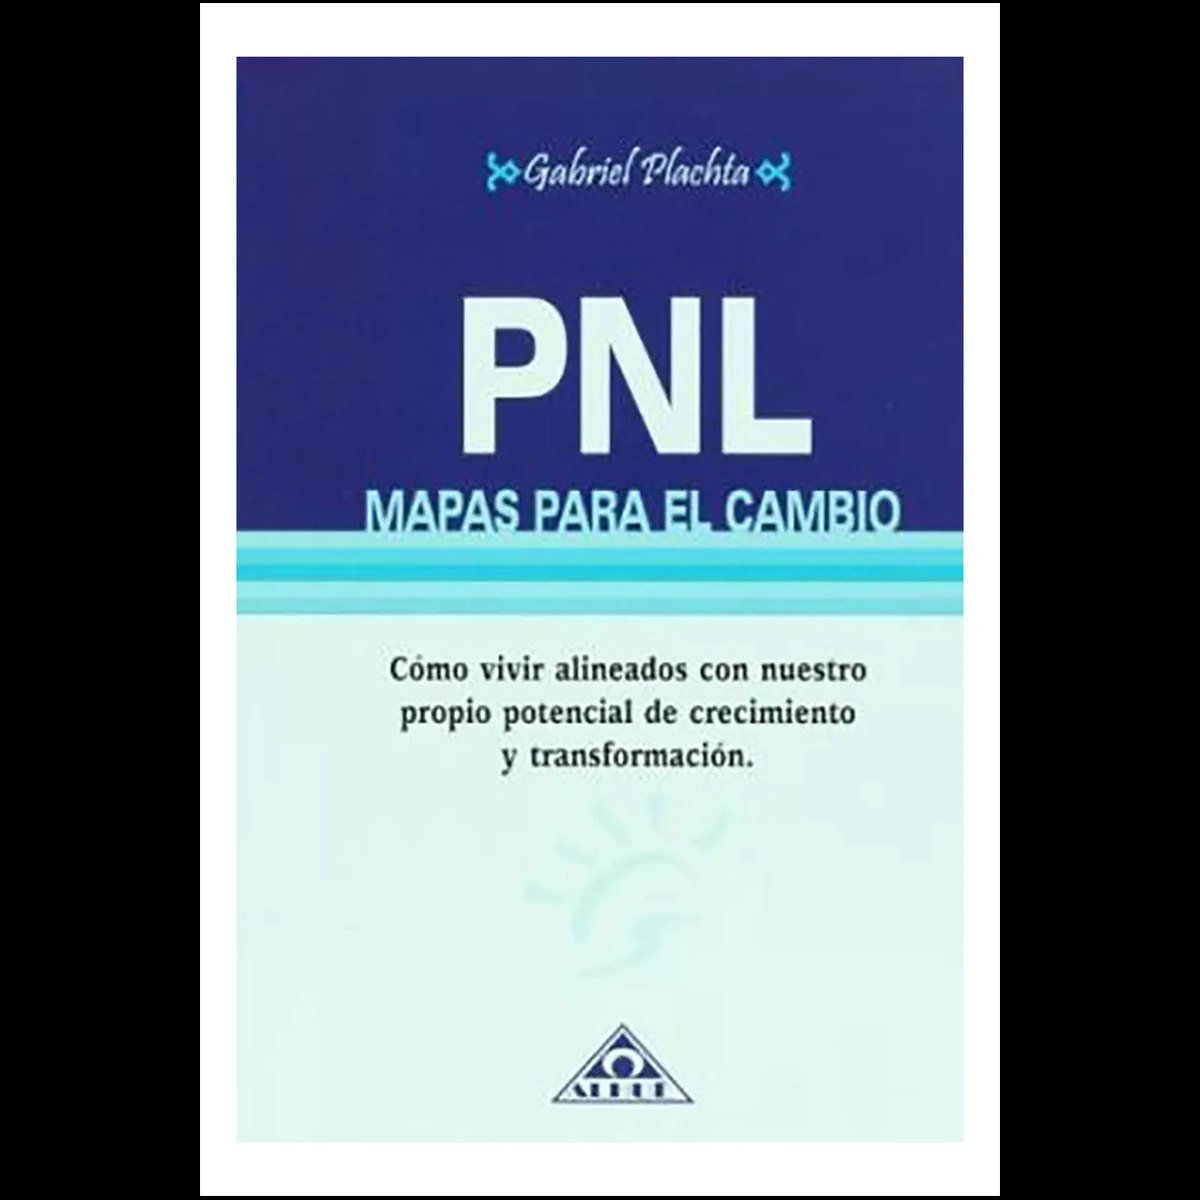 Gabriel Plachta
PNL
MAPAS PARA EL CAMBIO
Cómo vivir alineados con nuestro
propio potencial de crecimiento
y transformación.